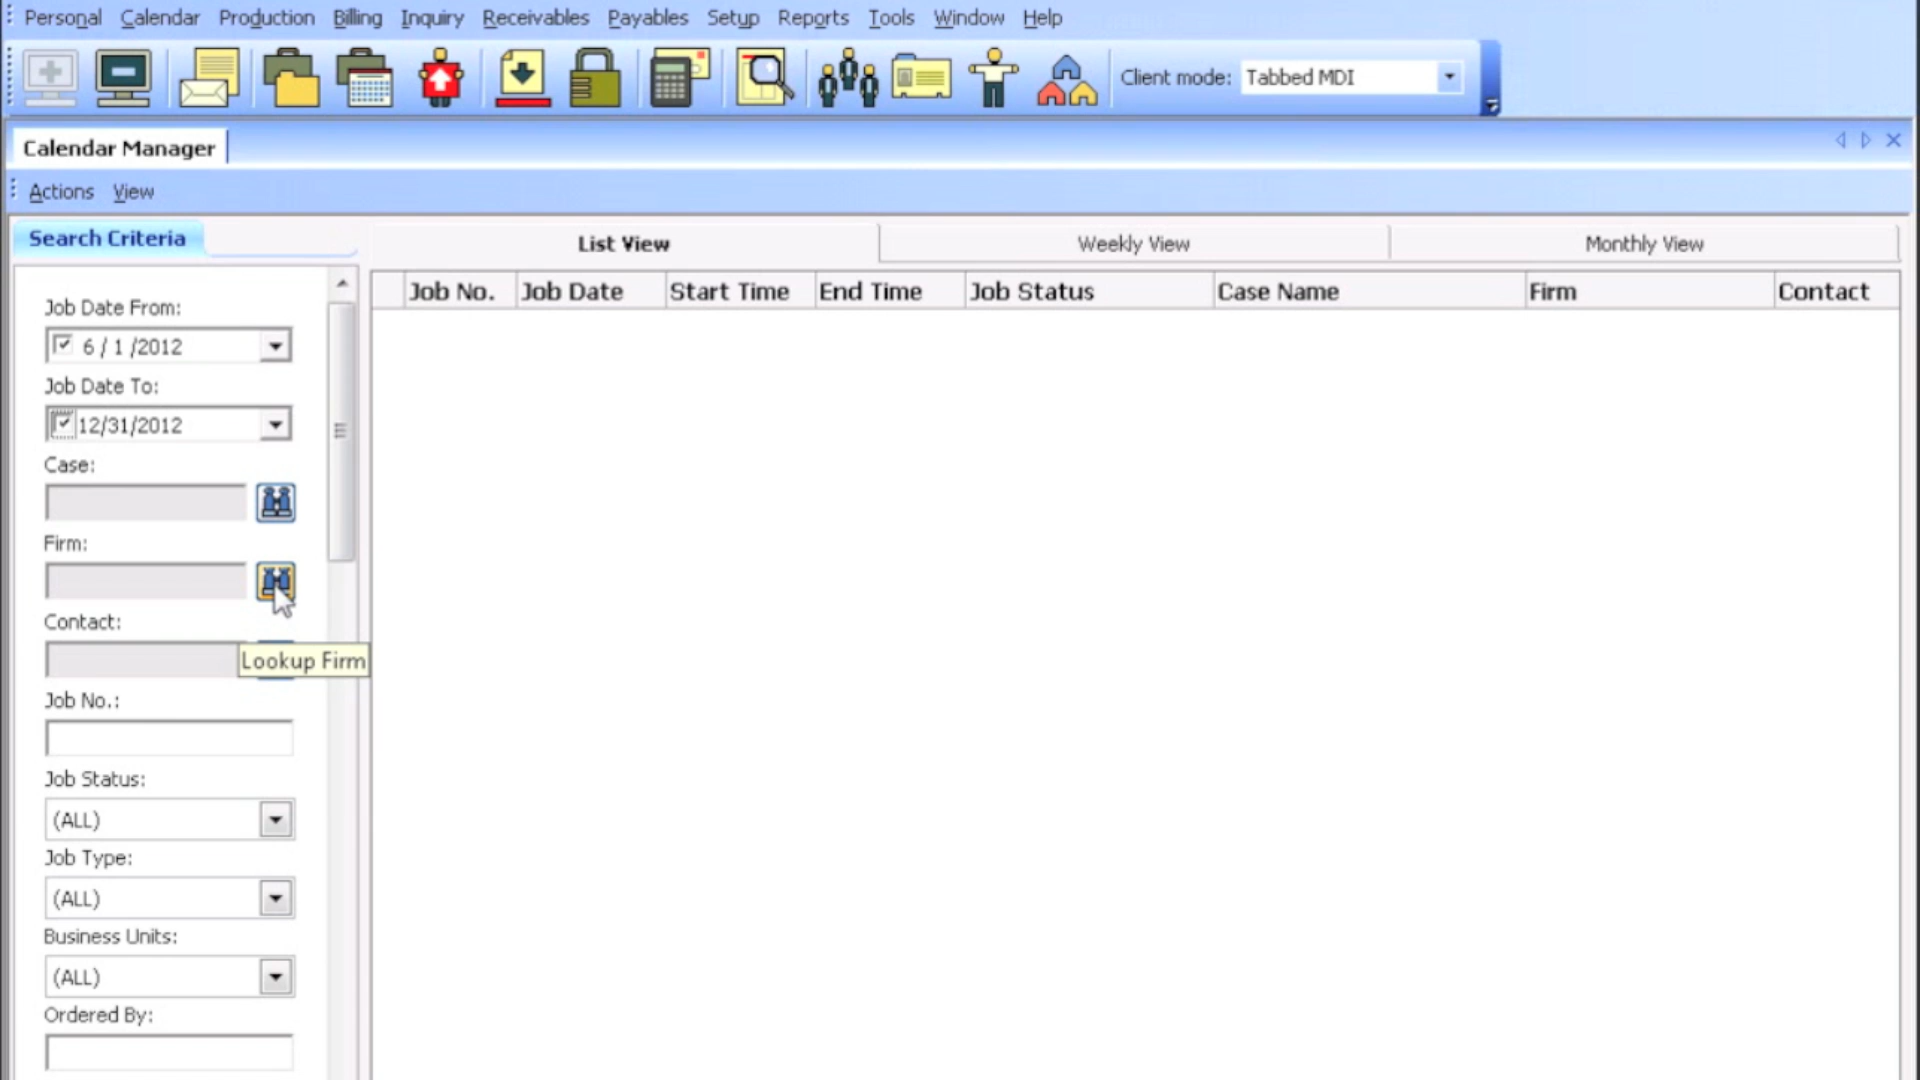 Personal Calendar Production Billing Inquiry Receivables Payables Setup Reports Tools Window Help
Client mode: Tabbed MDI
Calendar Manager
Actions View
Search Criteria
List View Weekly View Monthly View
Job No. Job Date Start Time End Time Job Status Case Name Firm Contact
Job Date From:
6 / 1 /2012
Job Date To:
12/31/2012
Case:
Firm:
Contact:
Lookup Firm
Job No.:
Job Status:
(ALL)
Job Type:
(ALL)
Business Units:
(ALL)
Ordered By: